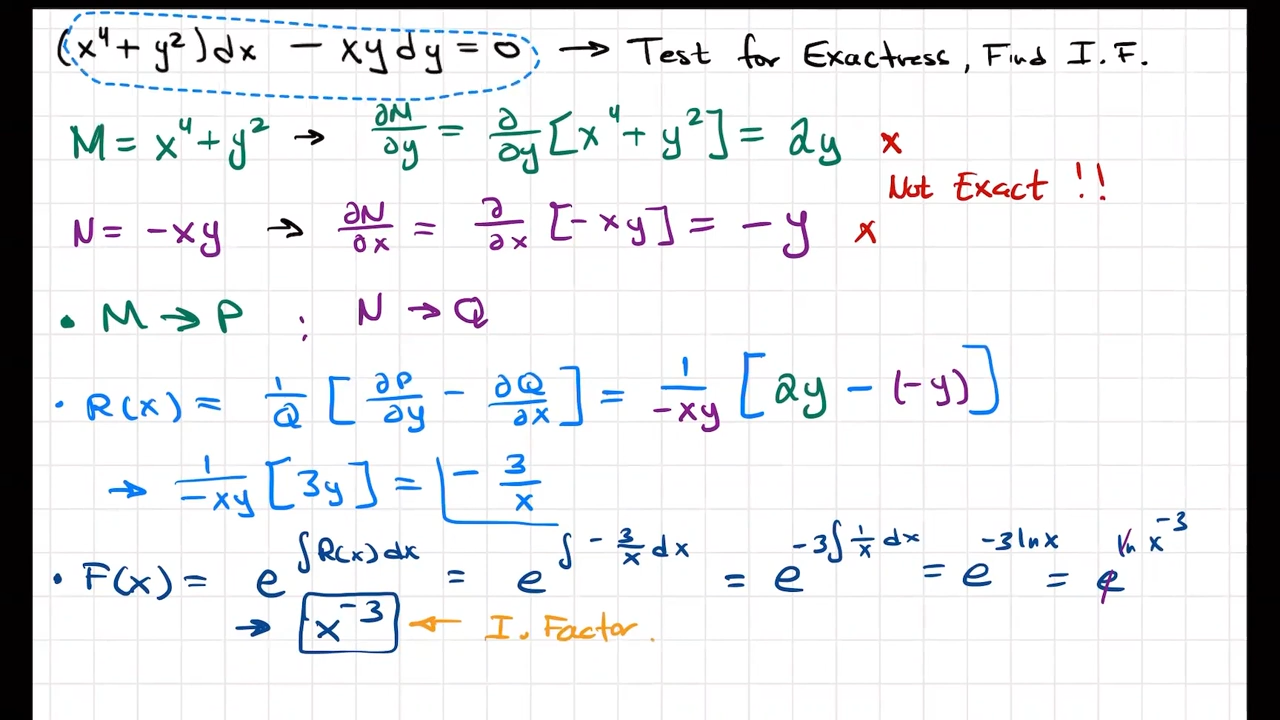 (x⁴ + y²)dx − xy dy = 0 → Test for Exactress, Find I.F.
M = x⁴ + y² → ∂M/∂y = ∂/∂y [x⁴ + y²] = 2y ×
Not Exact !!
N = −xy → ∂N/∂x = ∂/∂x [−xy] = −y ×
• M → P ; N → Q
• R(x) = 1/Q [∂P/∂y − ∂Q/∂x] = 1/−xy [2y − (−y)]
→ 1/−xy [3y] = − 3/x
• F(x) = e^∫R(x)dx = e^∫−3/x dx = e^−3∫1/x dx = e^−3lnx = e^ln x⁻³
→ x⁻³ ← I. Factor.